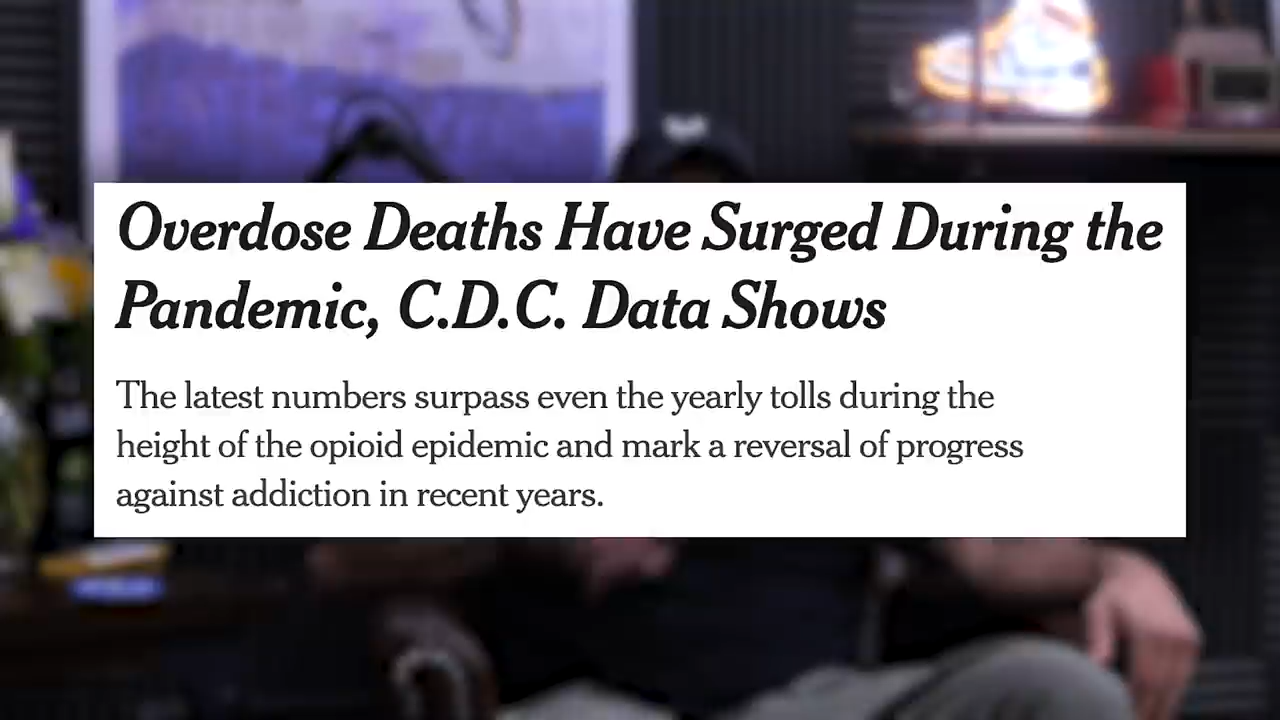 Overdose Deaths Have Surged During the
Pandemic, C.D.C. Data Shows
The latest numbers surpass even the yearly tolls during the
height of the opioid epidemic and mark a reversal of progress
against addiction in recent years.